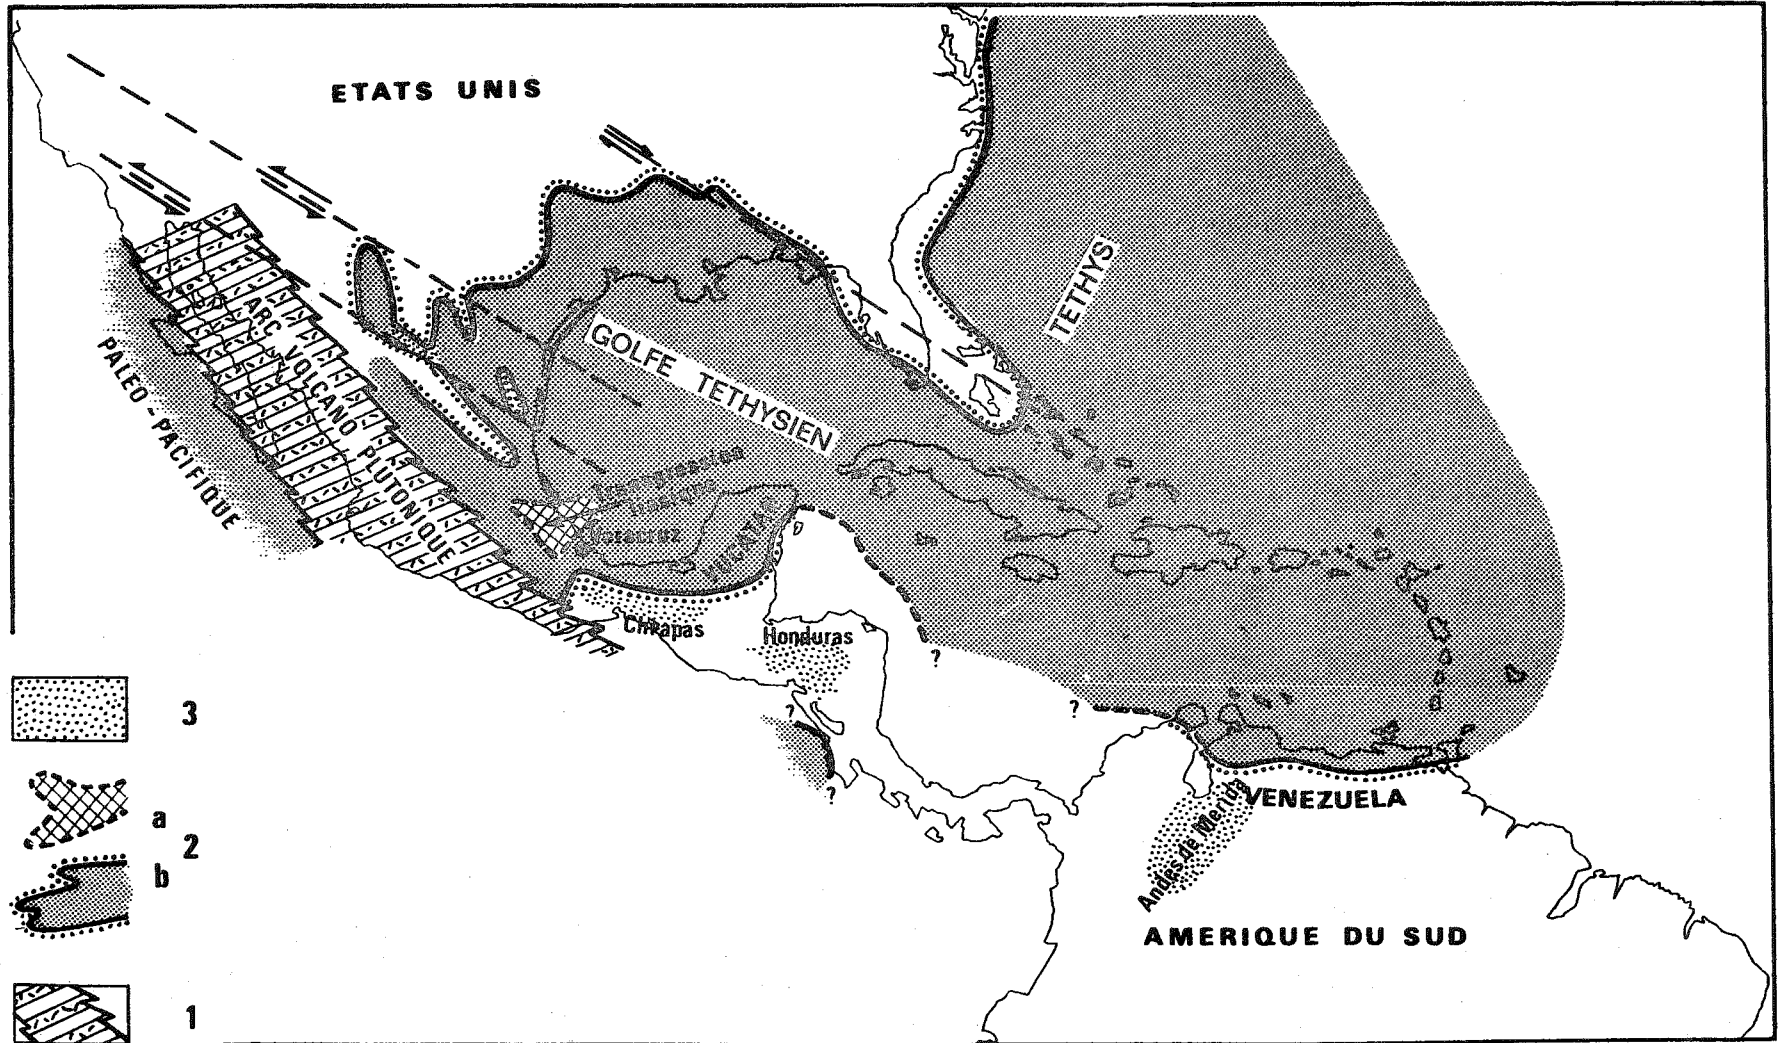 ETATS UNIS
TETHYS
GOLFE TETHYSIEN
ARC VOLCANO PLUTONIQUE
PALEO-PACIFIQUE
YUCATAN
Chiapas
Honduras
?
?
?
?
VENEZUELA
Andes de Merida
AMERIQUE DU SUD
3
a
2
b
1